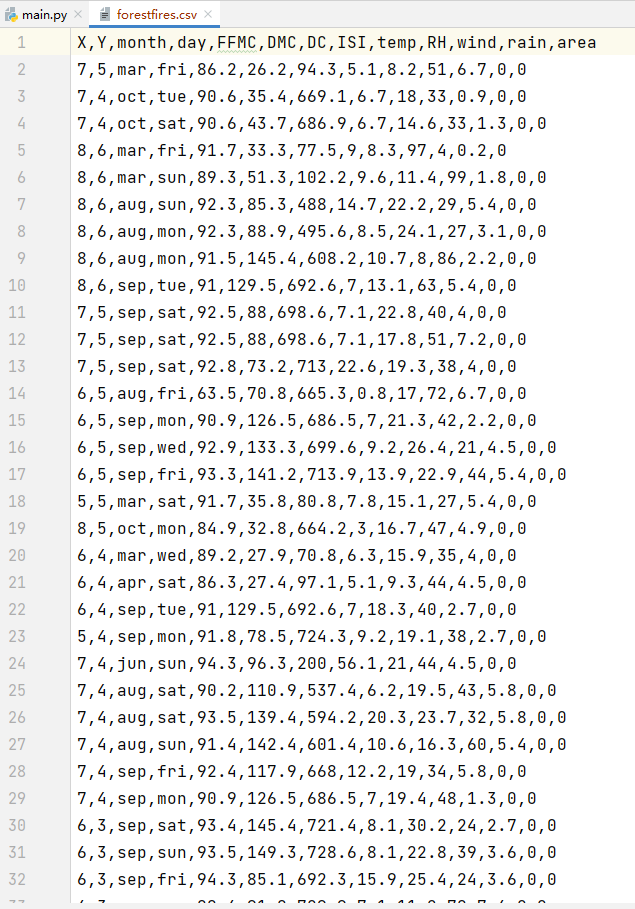 main.py
forestfires.csv
1 X,Y,month,day,FFMC,DMC,DC,ISI,temp,RH,wind,rain,area
2 7,5,mar,fri,86.2,26.2,94.3,5.1,8.2,51,6.7,0,0
3 7,4,oct,tue,90.6,35.4,669.1,6.7,18,33,0.9,0,0
4 7,4,oct,sat,90.6,43.7,686.9,6.7,14.6,33,1.3,0,0
5 8,6,mar,fri,91.7,33.3,77.5,9,8.3,97,4,0.2,0
6 8,6,mar,sun,89.3,51.3,102.2,9.6,11.4,99,1.8,0,0
7 8,6,aug,sun,92.3,85.3,488,14.7,22.2,29,5.4,0,0
8 8,6,aug,mon,92.3,88.9,495.6,8.5,24.1,27,3.1,0,0
9 8,6,aug,mon,91.5,145.4,608.2,10.7,8,86,2.2,0,0
10 8,6,sep,tue,91,129.5,692.6,7,13.1,63,5.4,0,0
11 7,5,sep,sat,92.5,88,698.6,7.1,22.8,40,4,0,0
12 7,5,sep,sat,92.5,88,698.6,7.1,17.8,51,7.2,0,0
13 7,5,sep,sat,92.8,73.2,713,22.6,19.3,38,4,0,0
14 6,5,aug,fri,63.5,70.8,665.3,0.8,17,72,6.7,0,0
15 6,5,sep,mon,90.9,126.5,686.5,7,21.3,42,2.2,0,0
16 6,5,sep,wed,92.9,133.3,699.6,9.2,26.4,21,4.5,0,0
17 6,5,sep,fri,93.3,141.2,713.9,13.9,22.9,44,5.4,0,0
18 5,5,mar,sat,91.7,35.8,80.8,7.8,15.1,27,5.4,0,0
19 8,5,oct,mon,84.9,32.8,664.2,3,16.7,47,4.9,0,0
20 6,4,mar,wed,89.2,27.9,70.8,6.3,15.9,35,4,0,0
21 6,4,apr,sat,86.3,27.4,97.1,5.1,9.3,44,4.5,0,0
22 6,4,sep,tue,91,129.5,692.6,7,18.3,40,2.7,0,0
23 5,4,sep,mon,91.8,78.5,724.3,9.2,19.1,38,2.7,0,0
24 7,4,jun,sun,94.3,96.3,200,56.1,21,44,4.5,0,0
25 7,4,aug,sat,90.2,110.9,537.4,6.2,19.5,43,5.8,0,0
26 7,4,aug,sat,93.5,139.4,594.2,20.3,23.7,32,5.8,0,0
27 7,4,aug,sun,91.4,142.4,601.4,10.6,16.3,60,5.4,0,0
28 7,4,sep,fri,92.4,117.9,668,12.2,19,34,5.8,0,0
29 7,4,sep,mon,90.9,126.5,686.5,7,19.4,48,1.3,0,0
30 6,3,sep,sat,93.4,145.4,721.4,8.1,30.2,24,2.7,0,0
31 6,3,sep,sun,93.5,149.3,728.6,8.1,22.8,39,3.6,0,0
32 6,3,sep,fri,94.3,85.1,692.3,15.9,25.4,24,3.6,0,0